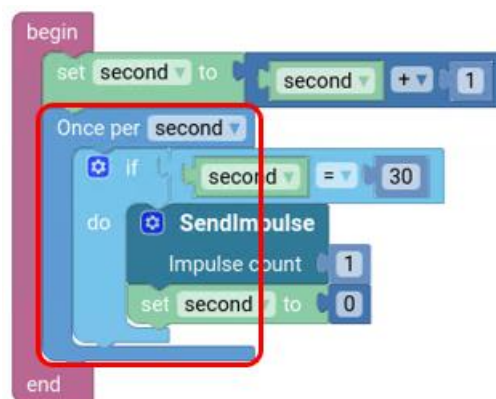 begin
set second to second + 1
Once per second
if second = 30
do SendImpulse
Impulse count 1
set second to 0
end